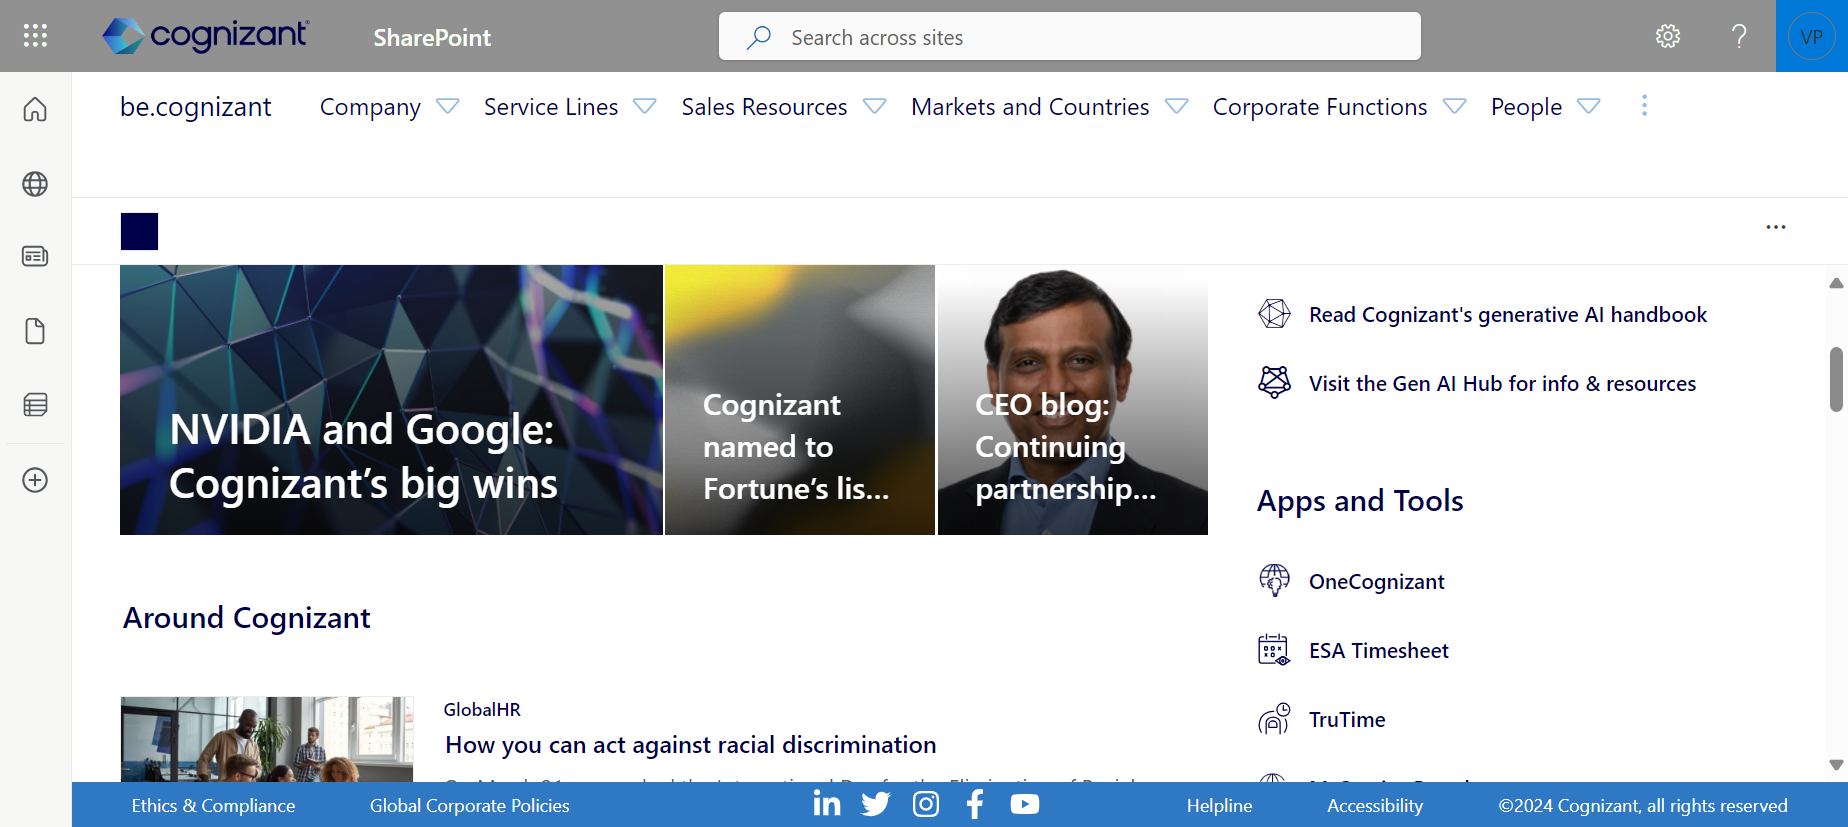 cognizant
SharePoint
Search across sites
VP
be.cognizant
Company
Service Lines
Sales Resources
Markets and Countries
Corporate Functions
People
NVIDIA and Google:
Cognizant’s big wins
Cognizant
named to
Fortune’s lis...
CEO blog:
Continuing
partnership...
Read Cognizant's generative AI handbook
Visit the Gen AI Hub for info & resources
Apps and Tools
OneCognizant
ESA Timesheet
TruTime
Around Cognizant
GlobalHR
How you can act against racial discrimination
Ethics & Compliance
Global Corporate Policies
Helpline
Accessibility
©2024 Cognizant, all rights reserved